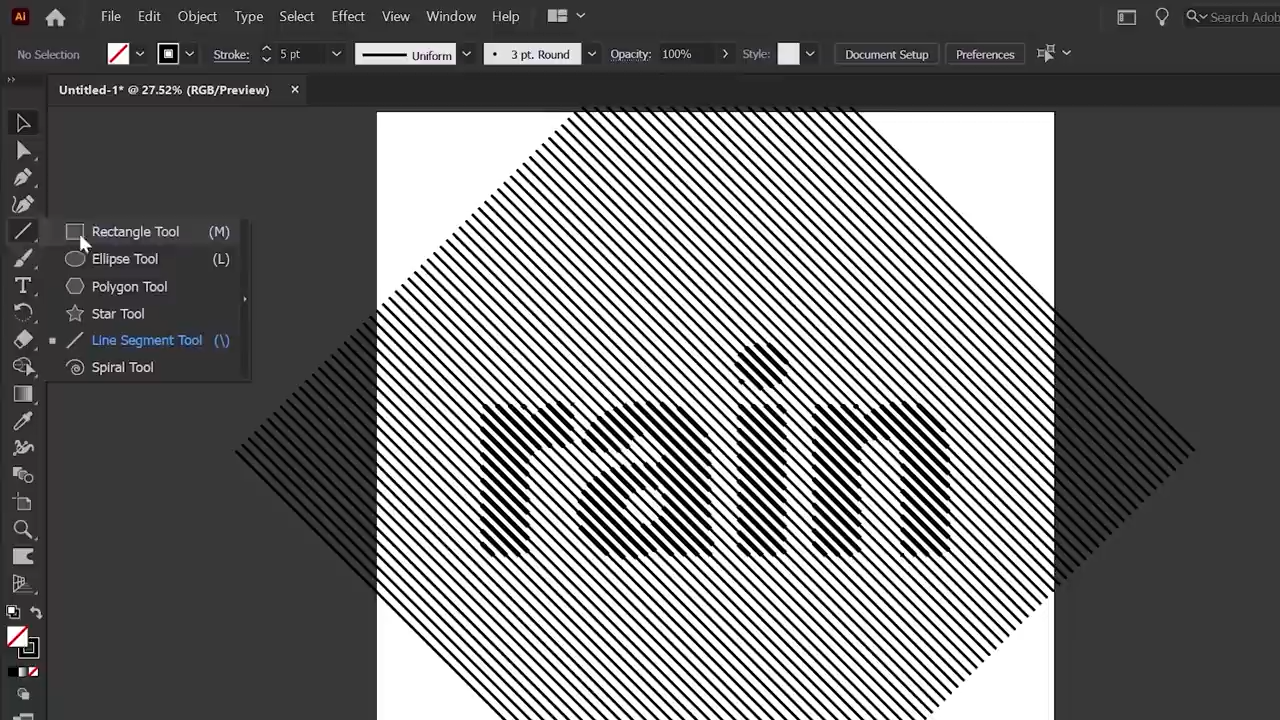 Ai File Edit Object Type Select Effect View Window Help Search Adob
No Selection Stroke: 5 pt Uniform 3 pt. Round Opacity: 100% Style: Document Setup Preferences
Untitled-1* @ 27.52% (RGB/Preview) ×
Rectangle Tool (M)
Ellipse Tool (L)
Polygon Tool
Star Tool
Line Segment Tool (\)
Spiral Tool
rain